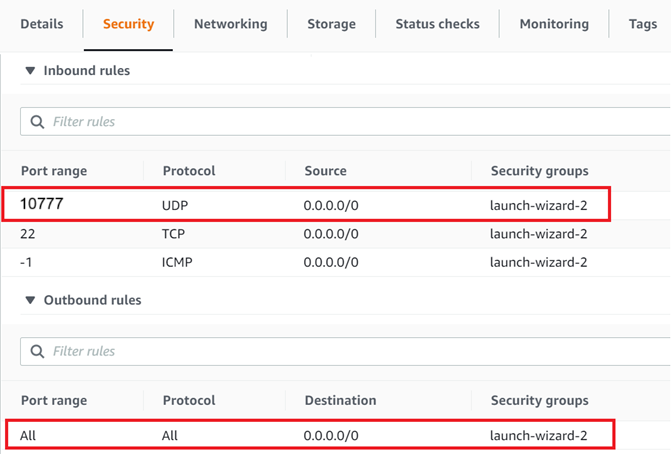 Details Security Networking Storage Status checks Monitoring Tags
▼ Inbound rules
Filter rules
Port range Protocol Source Security groups
10777 UDP 0.0.0.0/0 launch-wizard-2
22 TCP 0.0.0.0/0 launch-wizard-2
-1 ICMP 0.0.0.0/0 launch-wizard-2
▼ Outbound rules
Filter rules
Port range Protocol Destination Security groups
All All 0.0.0.0/0 launch-wizard-2